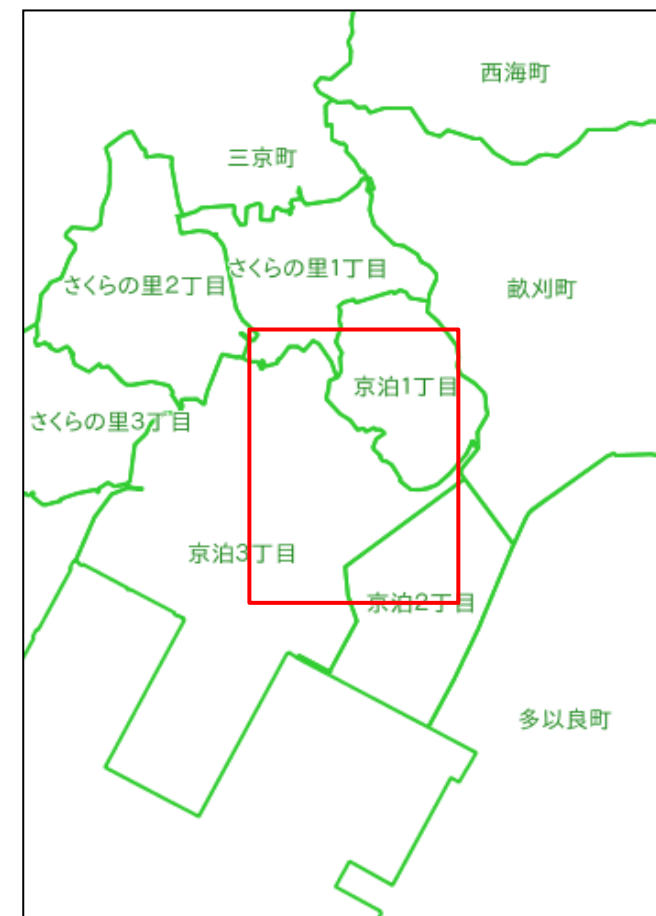 西海町
三京町
さくらの里1丁目
さくらの里2丁目
畝刈町
京泊1丁目
さくらの里3丁目
京泊3丁目
京泊2丁目
多以良町